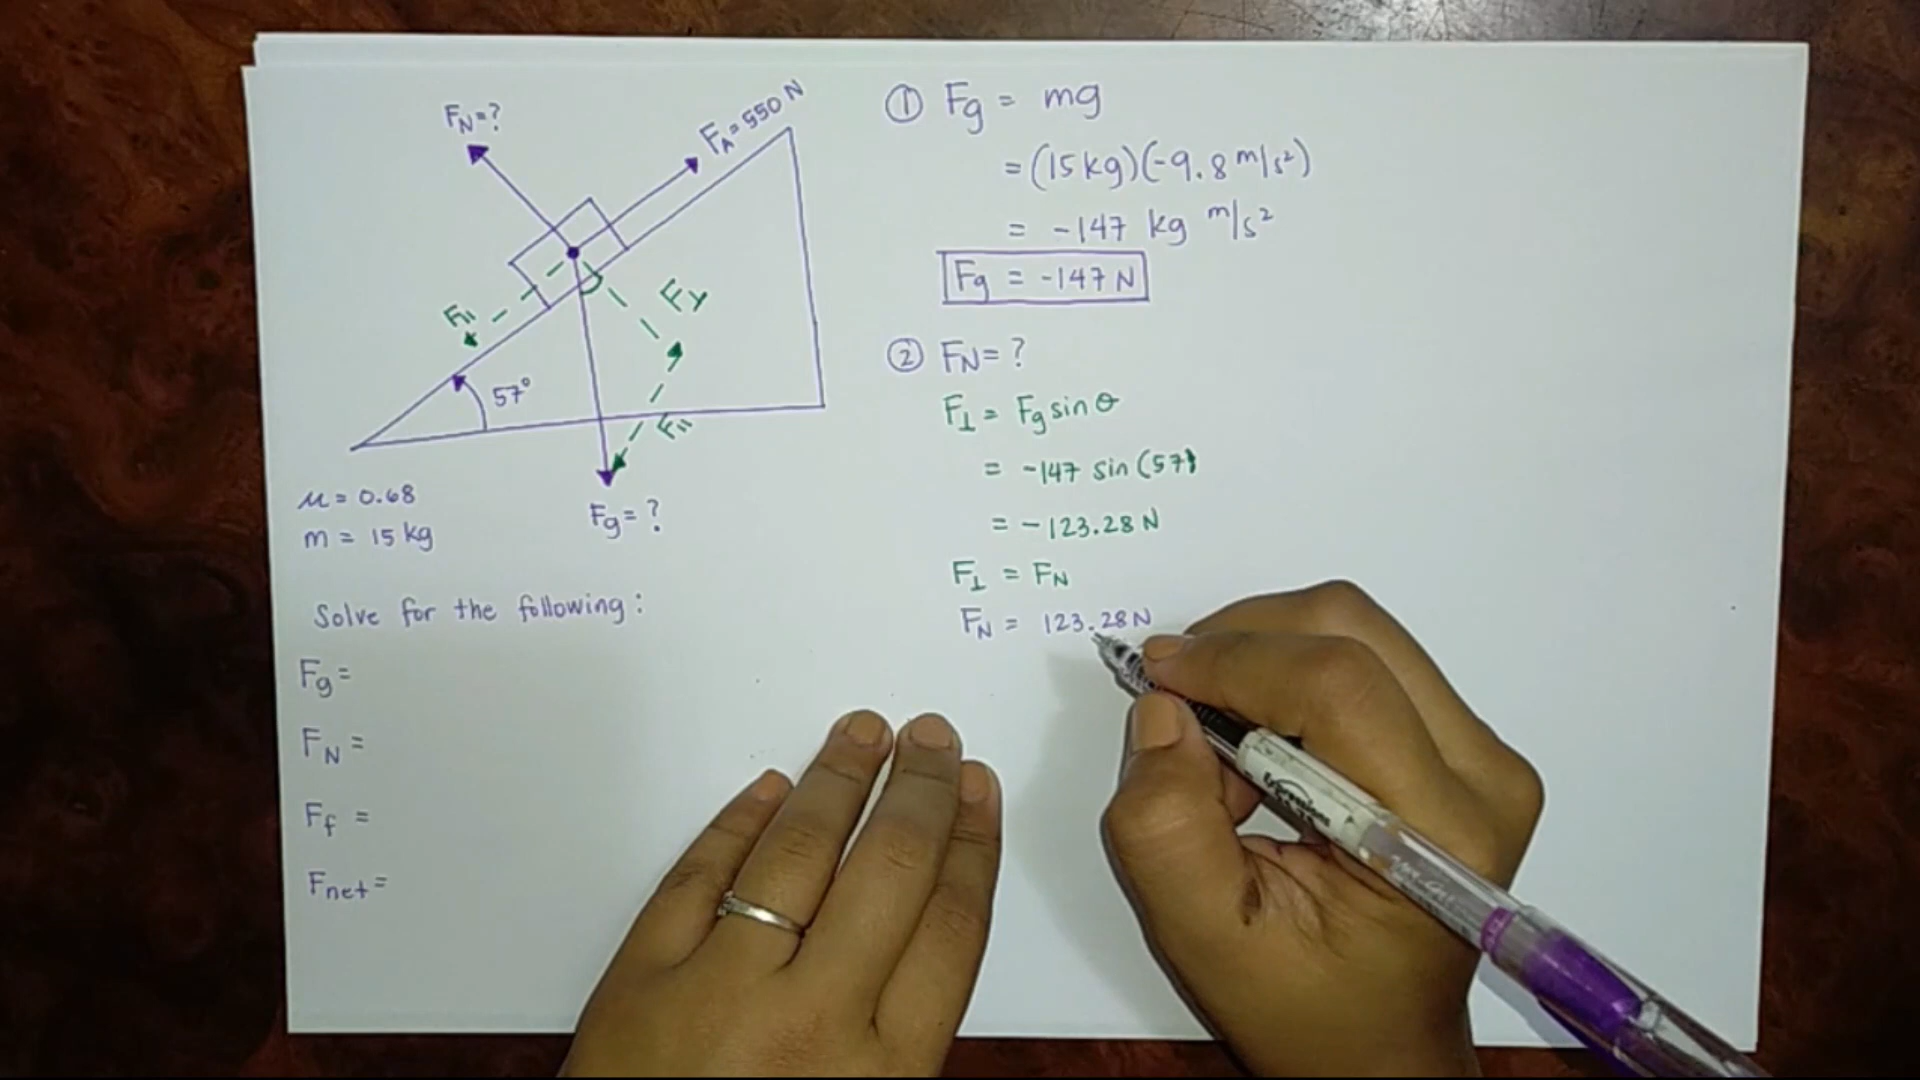 FN=?
FA=550 N
F||
Fy
57°
F||
Fg=?
μ = 0.68
m = 15 kg
Solve for the following:
Fg=
FN =
Ff =
Fnet=
① Fg = mg
=(15kg)(-9.8 m/s²)
= -147 kg m/s²
Fg = -147 N
② FN= ?
F⊥ = Fg sin θ
= -147 sin (57)
= -123.28 N
F⊥ = FN
FN = 123.28 N
Expressions